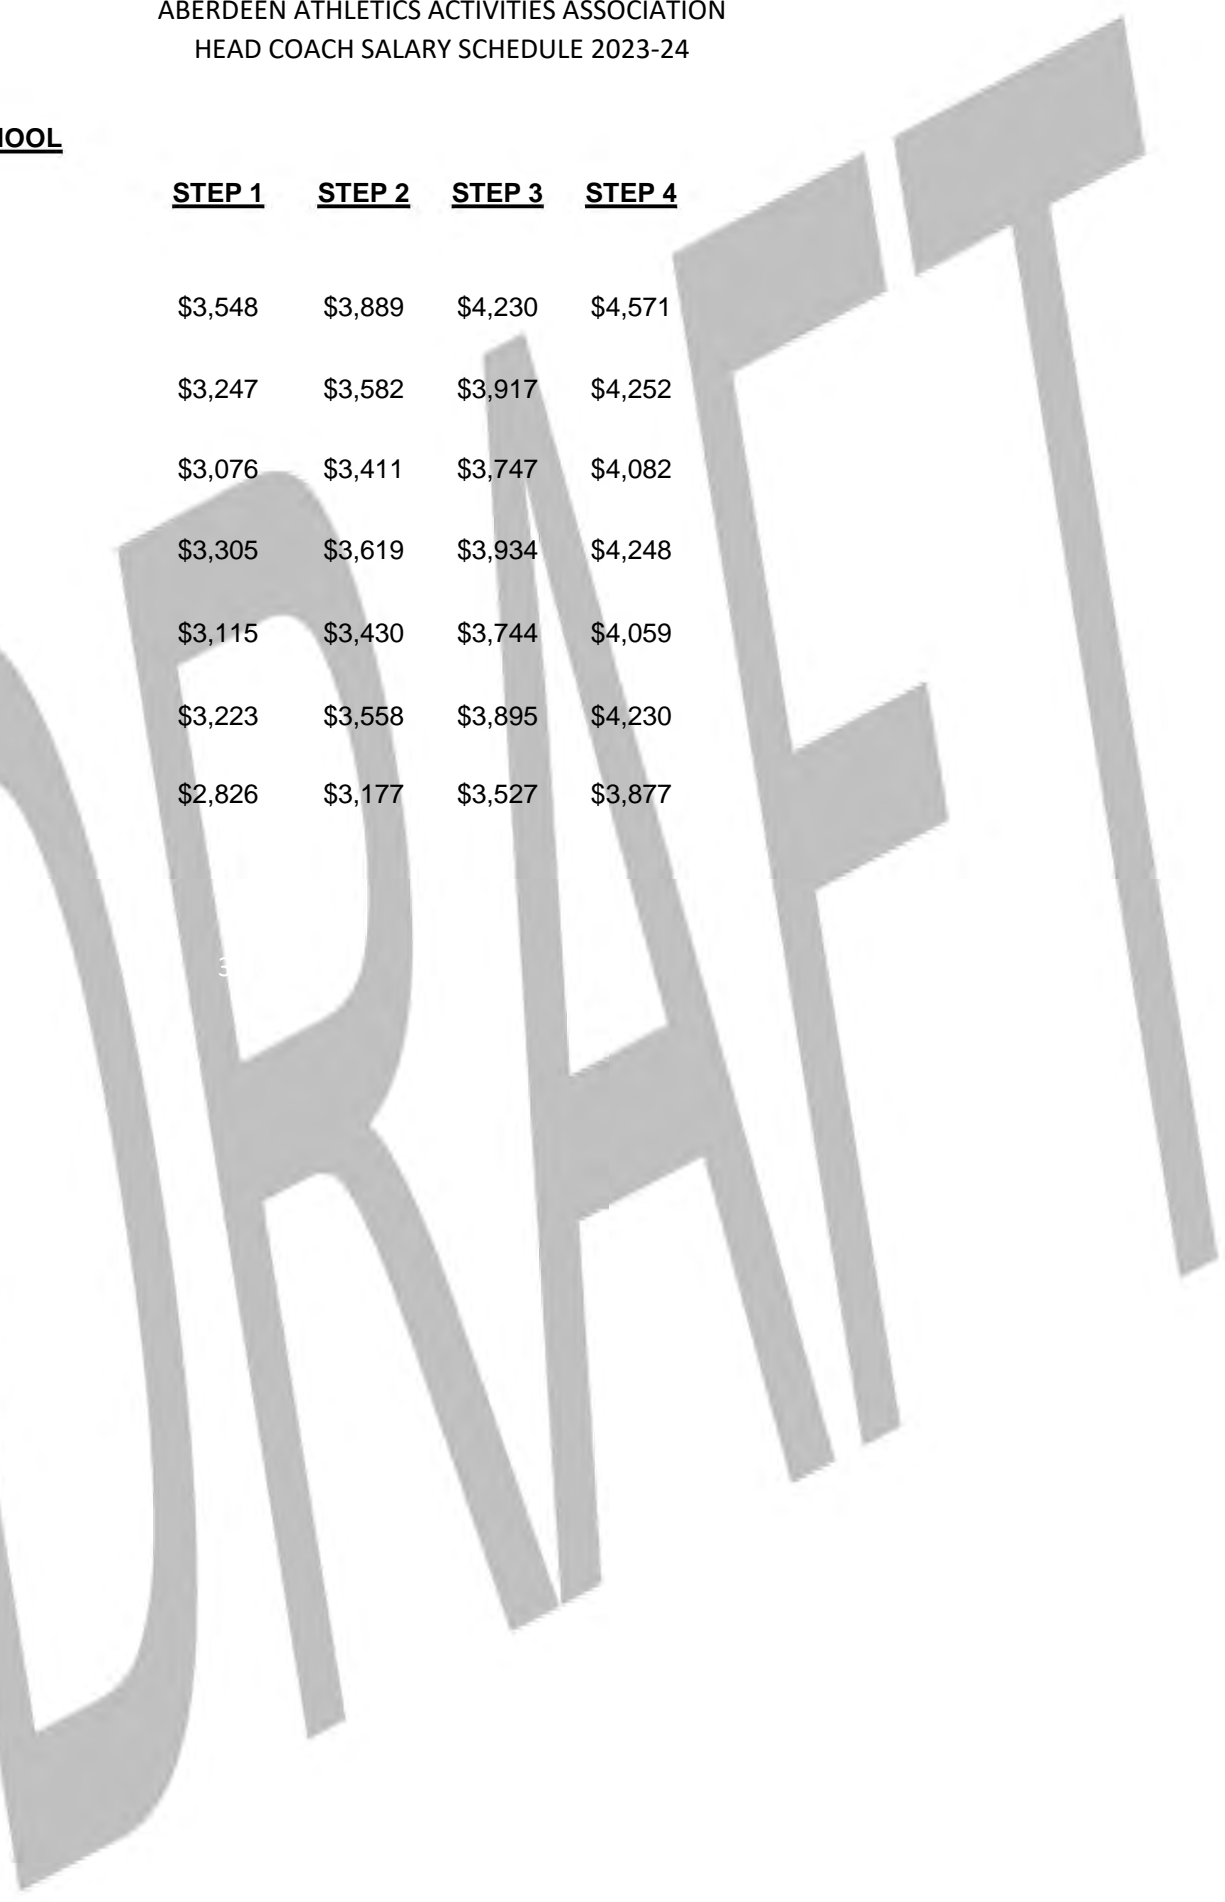 ABERDEEN ATHLETICS ACTIVITIES ASSOCIATION
HEAD COACH SALARY SCHEDULE 2023-24
HOOL
STEP 1 STEP 2 STEP 3 STEP 4
$3,548 $3,889 $4,230 $4,571
$3,247 $3,582 $3,917 $4,252
$3,076 $3,411 $3,747 $4,082
$3,305 $3,619 $3,934 $4,248
$3,115 $3,430 $3,744 $4,059
$3,223 $3,558 $3,895 $4,230
$2,826 $3,177 $3,527 $3,877
3
DRAFT